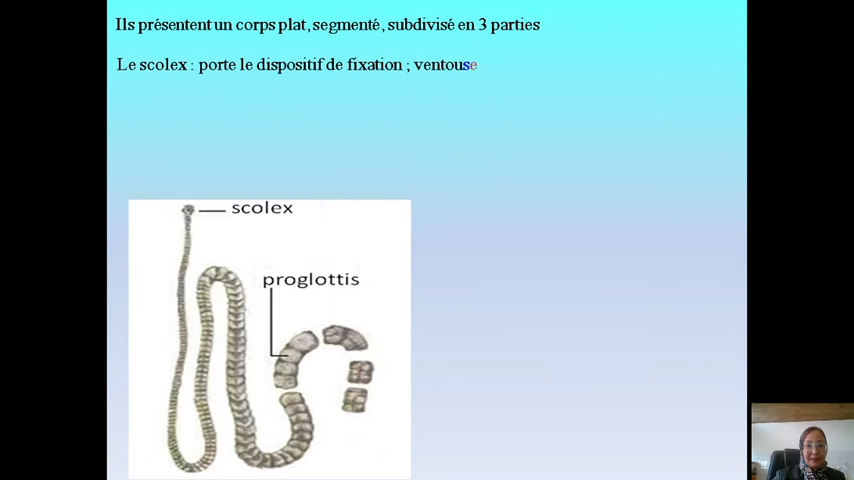 Ils présentent un corps plat, segmenté, subdivisé en 3 parties
Le scolex : porte le dispositif de fixation ; ventouse
scolex
proglottis